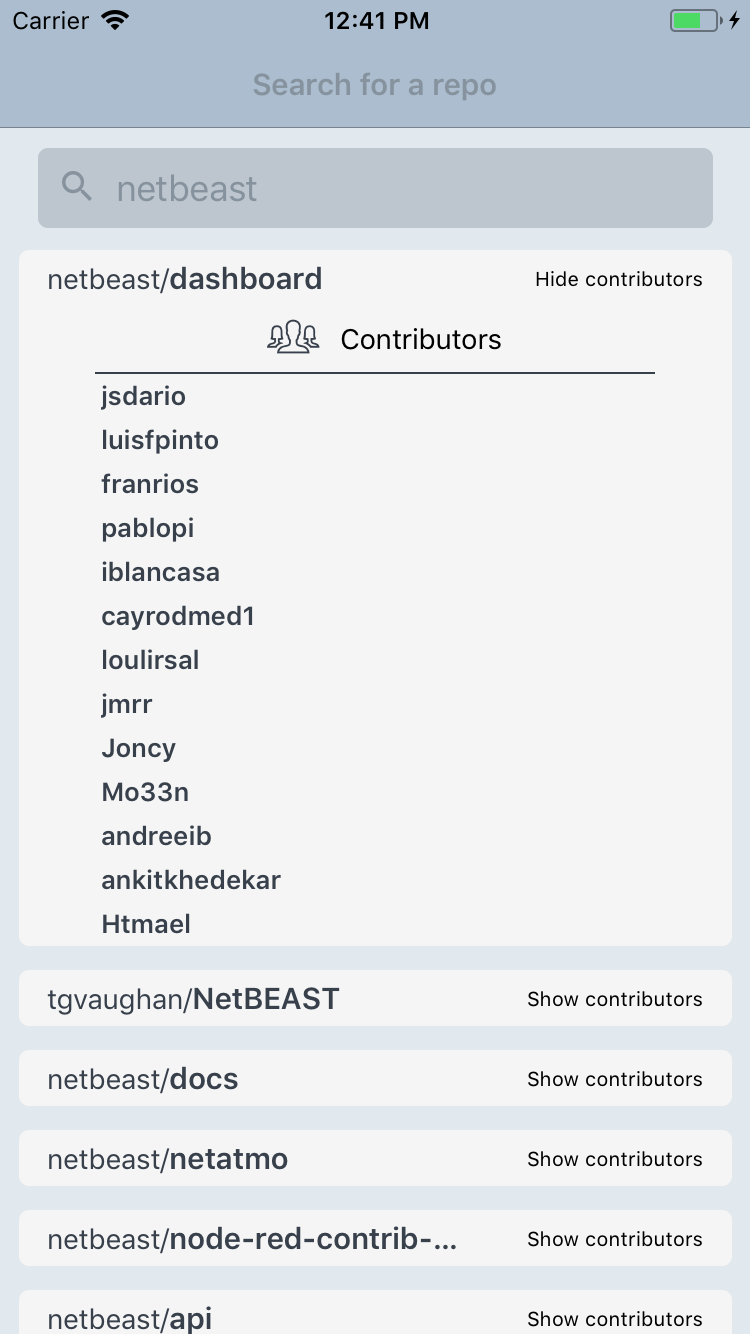 Carrier 12:41 PM
Search for a repo
netbeast
netbeast/dashboard Hide contributors
Contributors
jsdario
luisfpinto
franrios
pablopi
iblancasa
cayrodmed1
loulirsal
jmrr
Joncy
Mo33n
andreeib
ankitkhedekar
Htmael
tgvaughan/NetBEAST Show contributors
netbeast/docs Show contributors
netbeast/netatmo Show contributors
netbeast/node-red-contrib-... Show contributors
netbeast/api Show contributors